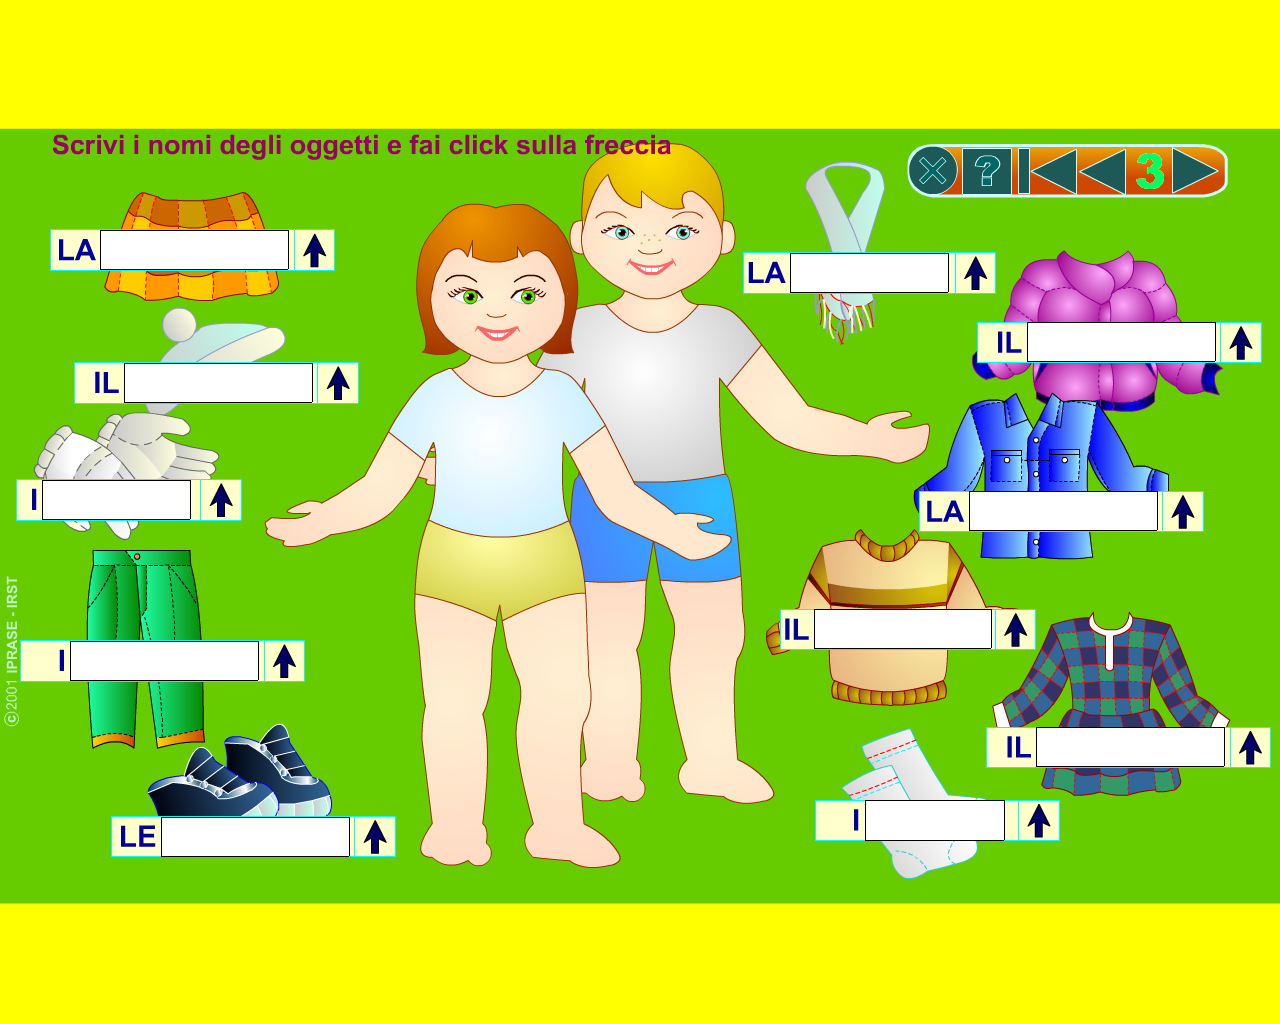 Scrivi i nomi degli oggetti e fai click sulla freccia
? 3
LA
LA
IL
IL
I
LA
I
IL
IL
LE
I
©2001 IPRASE - IRST